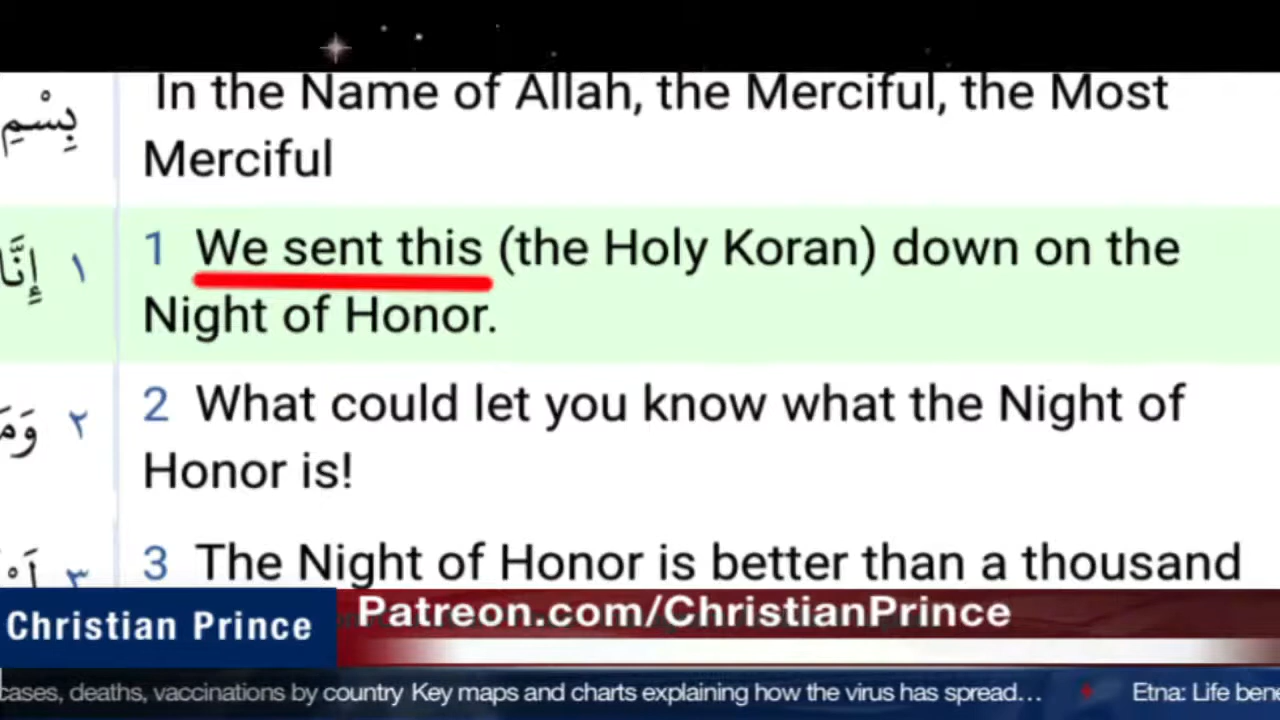 In the Name of Allah, the Merciful, the Most
Merciful
بِسْمِ
1 We sent this (the Holy Koran) down on the
Night of Honor.
١ إِنَّا
2 What could let you know what the Night of
Honor is!
٢
3 The Night of Honor is better than a thousand
٣
Christian Prince
Patreon.com/ChristianPrince
cases, deaths, vaccinations by country Key maps and charts explaining how the virus has spread... Etna: Life